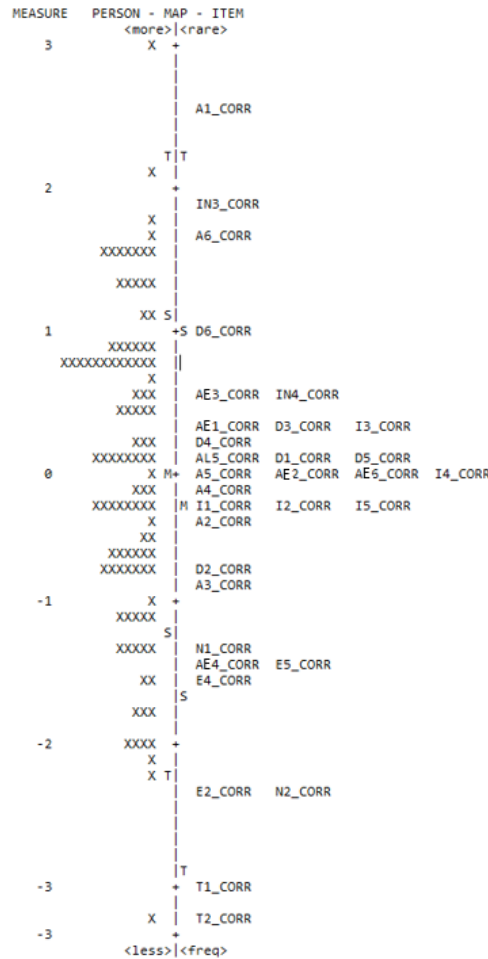 MEASURE PERSON - MAP - ITEM
<more>|<rare>
3 X +
|
|
|
| A1_CORR
|
|
T|T
X |
2 +
| IN3_CORR
X |
X | A6_CORR
XXXXXXX |
|
XXXXX |
|
XX S|
1 +S D6_CORR
XXXXXX |
XXXXXXXXXXXX ||
X |
XXX | AE3_CORR IN4_CORR
XXXXX |
| AE1_CORR D3_CORR I3_CORR
XXX | D4_CORR
XXXXXXXX | AL5_CORR D1_CORR D5_CORR
0 X M+ A5_CORR AE2_CORR AE6_CORR I4_CORR
XXX | A4_CORR
XXXXXXXX |M I1_CORR I2_CORR I5_CORR
X | A2_CORR
XX |
XXXXXX |
XXXXXXX | D2_CORR
| A3_CORR
-1 X +
XXXXX |
S|
XXXXX | N1_CORR
| AE4_CORR E5_CORR
XX | E4_CORR
|S
XXX |
|
-2 XXXX +
X |
X T|
| E2_CORR N2_CORR
|
|
|
|
|T
-3 + T1_CORR
|
X | T2_CORR
-3 +
<less>|<freq>